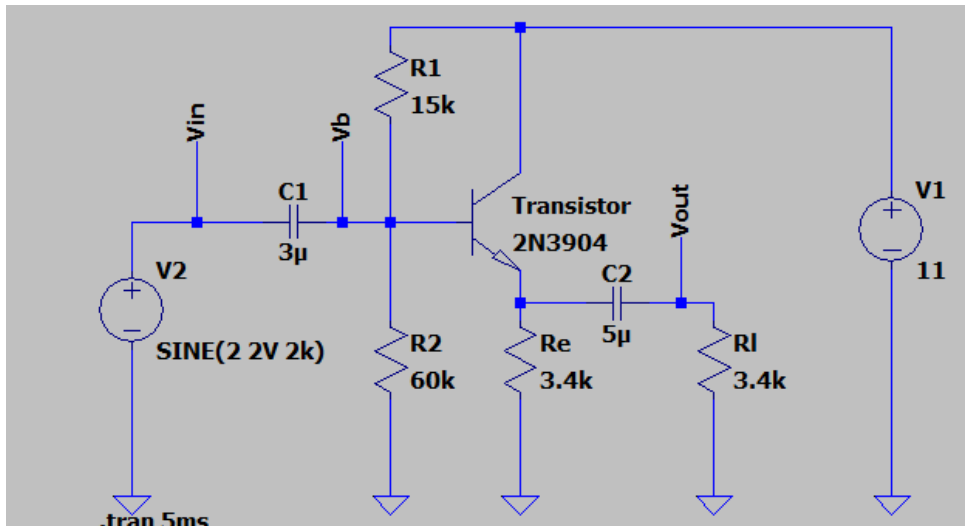 R1
15k
Vin
Vb
C1
3µ
Transistor
2N3904
Vout
V1
11
V2
SINE(2 2V 2k)
C2
5µ
R2
60k
Re
3.4k
Rl
3.4k
.tran 5ms